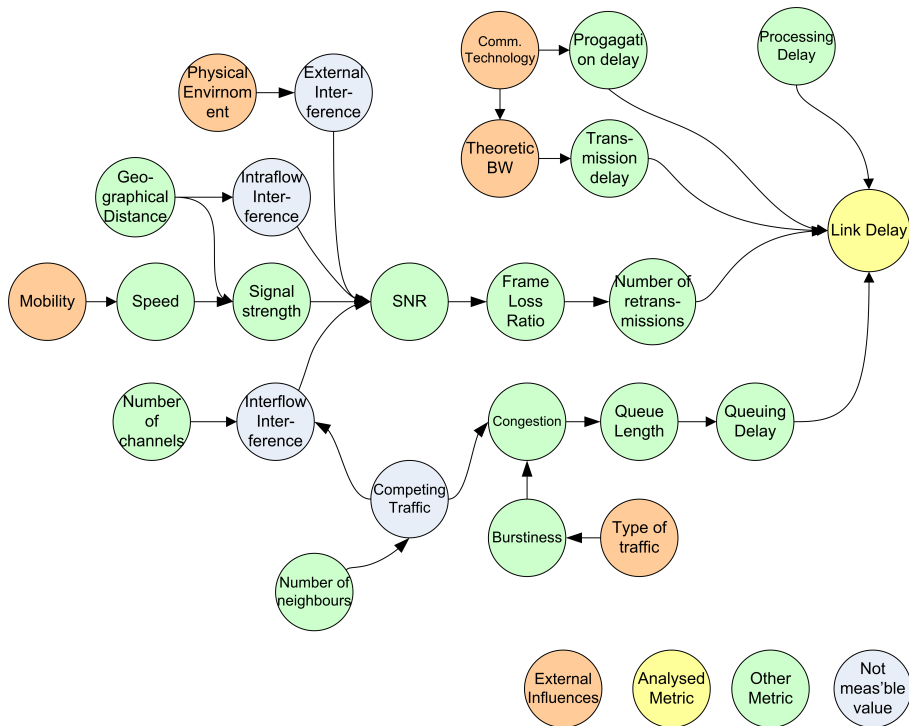 Comm.
Technology
Progagati
on delay
Processing
Delay
Physical
Envirnom
ent
External
Inter-
ference
Theoretic
BW
Trans-
mission
delay
Geo-
graphical
Distance
Intraflow
Inter-
ference
Link Delay
Mobility
Speed
Signal
strength
SNR
Frame
Loss
Ratio
Number of
retrans-
missions
Number
of
channels
Interflow
Inter-
ference
Congestion
Queue
Length
Queuing
Delay
Competing
Traffic
Burstiness
Type of
traffic
Number of
neighbours
External
Influences
Analysed
Metric
Other
Metric
Not
meas'ble
value